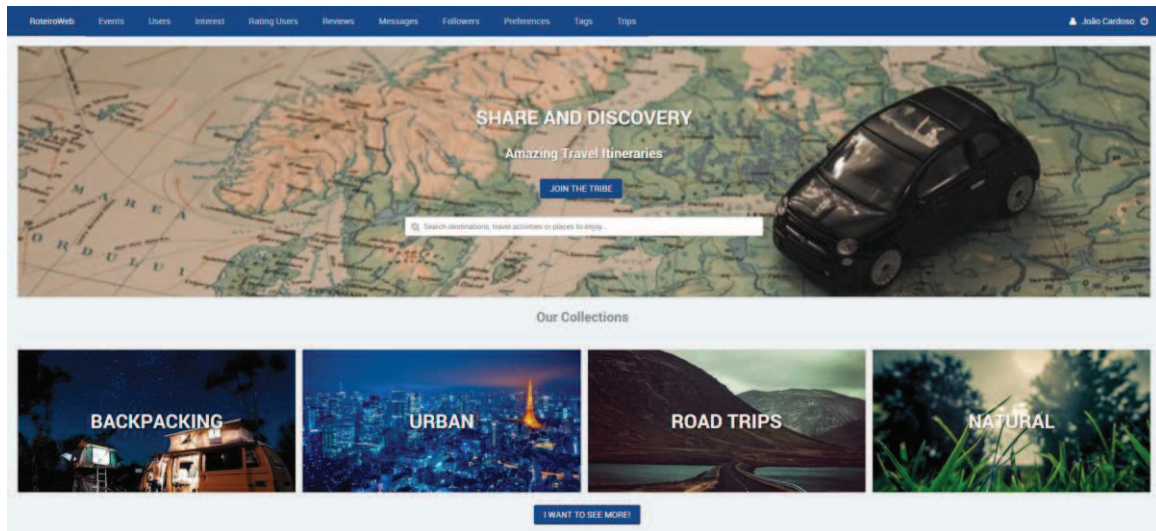 RoteiroWeb Events Users Interest Rating Users Reviews Messages Followers Preferences Tags Trips João Cardoso
SHARE AND DISCOVERY
Amazing Travel Itineraries
JOIN THE TRIBE
Search destinations, travel activities or places to enjoy...
MAREA
ORDULUI
Our Collections
BACKPACKING URBAN ROAD TRIPS NATURAL
I WANT TO SEE MORE!